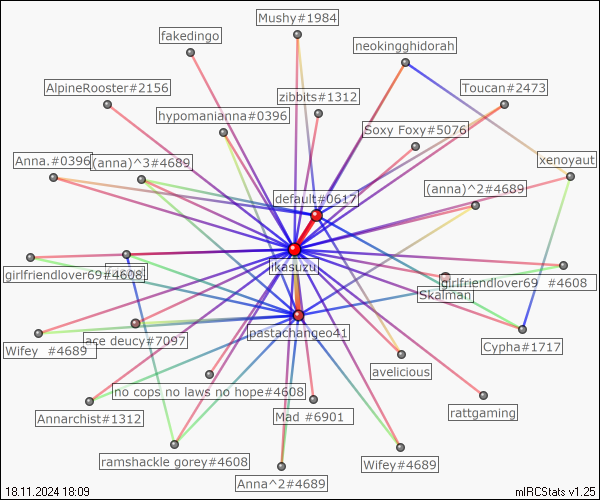 Mushy#1984
fakedingo
neokingghidorah
AlpineRooster#2156
zibbits#1312
Toucan#2473
hypomanianna#0396
Soxy Foxy#5076
Anna.#0396
(anna)^3#4689
xenoyaut
(anna)^2#4689
default#0617
ikasuzu
girlfriendlover69#4608
girlfriendlover69 #4608
Skalman
pastachangeo41
Wifey #4689
ace deucy#7097
Cypha#1717
avelicious
no cops no laws no hope#4608
Annarchist#1312
Mad #6901
rattgaming
ramshackle gorey#4608
Wifey#4689
Anna^2#4689
18.11.2024 18:09
mIRCStats v1.25